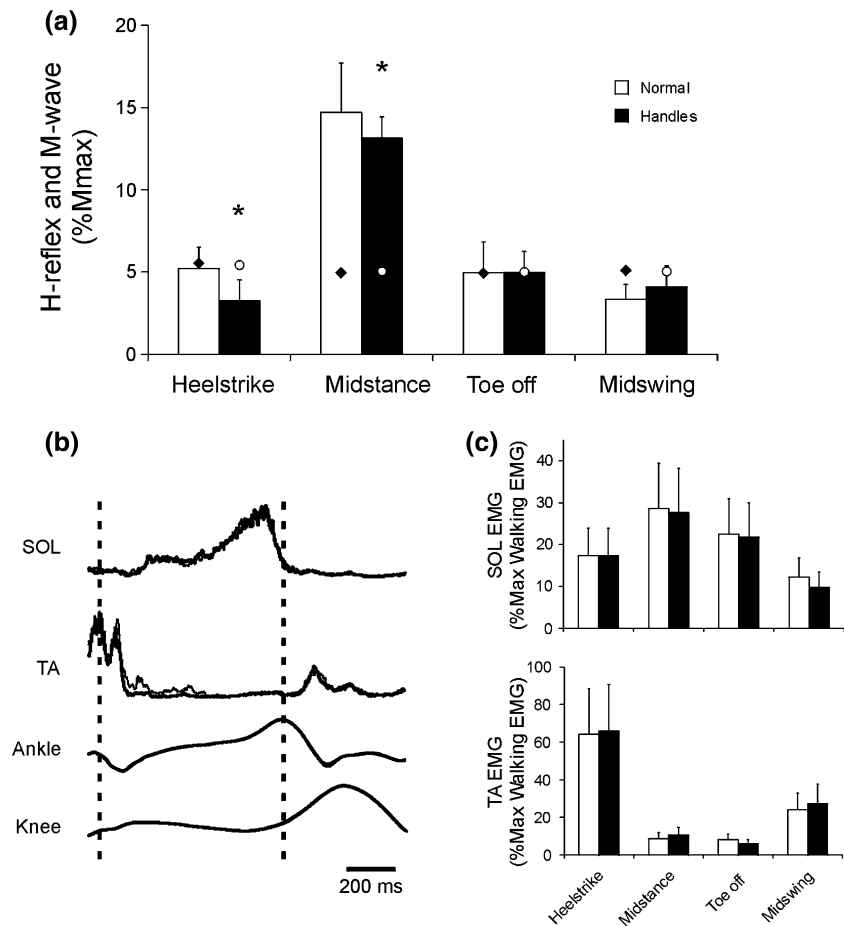 (a)
20
15
10
5
0
H-reflex and M-wave
(%Mmax)
*
*
Normal
Handles
Heelstrike
Midstance
Toe off
Midswing
(b)
SOL
TA
Ankle
Knee
200 ms
(c)
SOL EMG
(%Max Walking EMG)
40
30
20
10
0
TA EMG
(%Max Walking EMG)
100
80
60
40
20
0
Heelstrike
Midstance
Toe off
Midswing